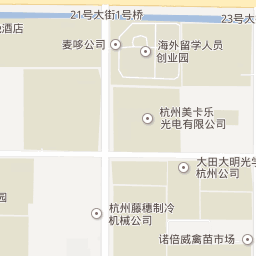 21号大街1号桥
23号大
酒店
麦哆公司
海外留学人员
创业园
杭州美卡乐
光电有限公司
大田大明光学
杭州公司
园
杭州藤穗制冷
机械公司
诺倍威禽苗市场